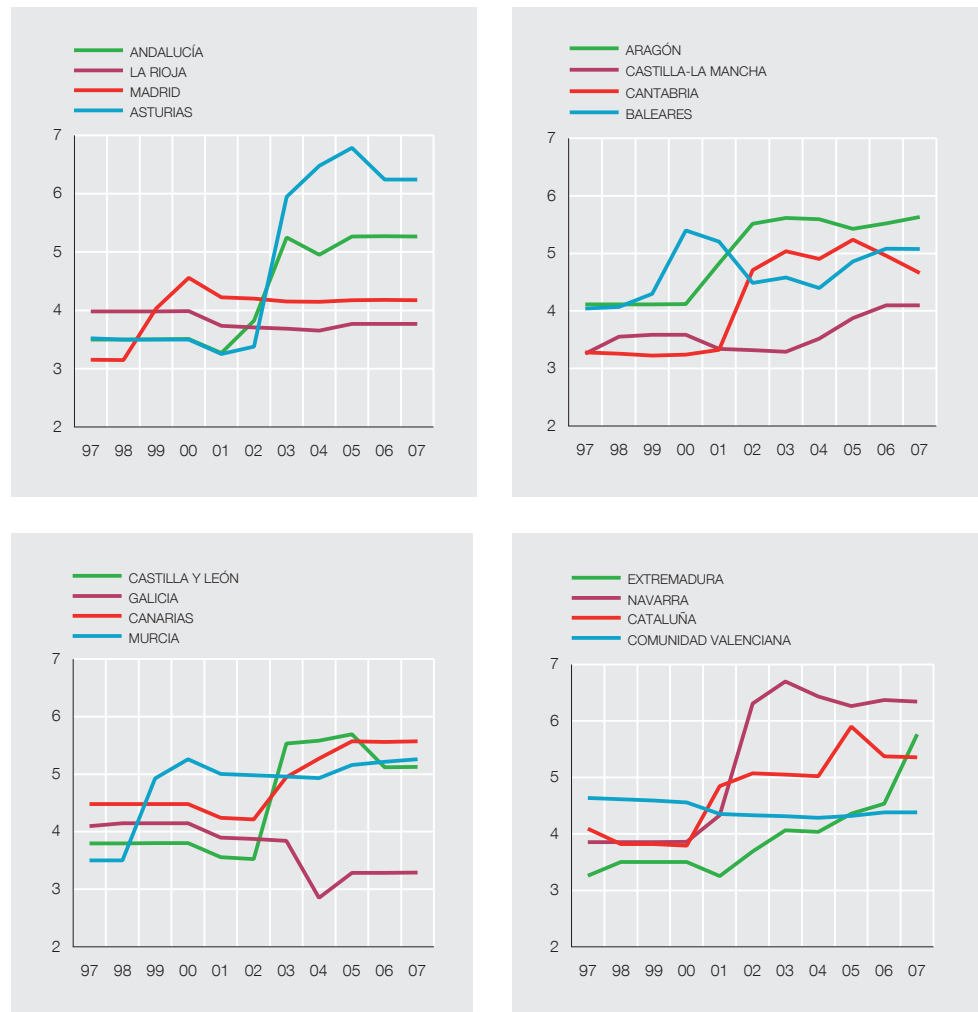 ANDALUCÍA
LA RIOJA
MADRID
ASTURIAS
7
6
5
4
3
2
97 98 99 00 01 02 03 04 05 06 07
ARAGÓN
CASTILLA-LA MANCHA
CANTABRIA
BALEARES
7
6
5
4
3
2
97 98 99 00 01 02 03 04 05 06 07
CASTILLA Y LEÓN
GALICIA
CANARIAS
MURCIA
7
6
5
4
3
2
97 98 99 00 01 02 03 04 05 06 07
EXTREMADURA
NAVARRA
CATALUÑA
COMUNIDAD VALENCIANA
7
6
5
4
3
2
97 98 99 00 01 02 03 04 05 06 07